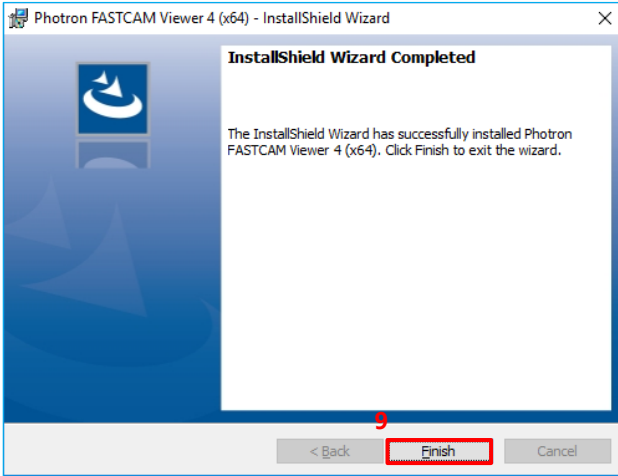 Photron FASTCAM Viewer 4 (x64) - InstallShield Wizard
InstallShield Wizard Completed
The InstallShield Wizard has successfully installed Photron
FASTCAM Viewer 4 (x64). Click Finish to exit the wizard.
9
< Back
Finish
Cancel